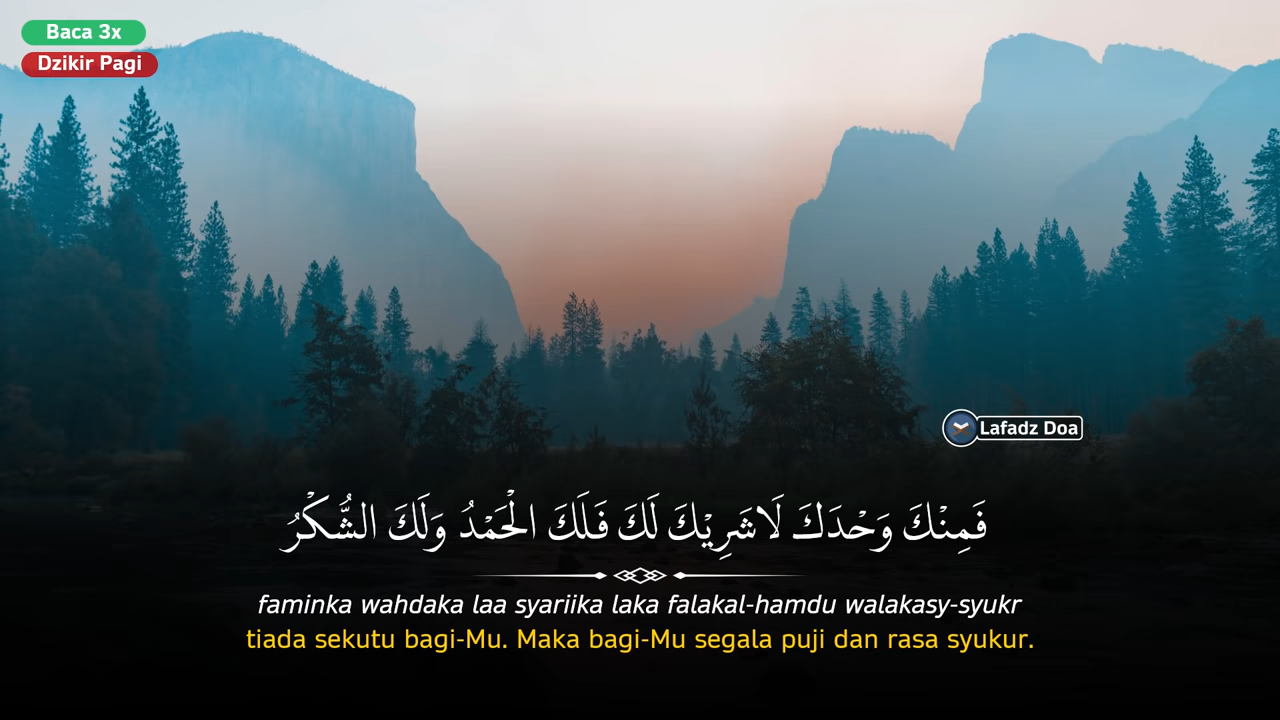 Baca 3x
Dzikir Pagi
Lafadz Doa
فَمِنْكَ وَحْدَكَ لَاشَرِيْكَ لَكَ فَلَكَ الْحَمْدُ وَلَكَ الشُّكْرُ
faminka wahdaka laa syariika laka falakal-hamdu walakasy-syukr
tiada sekutu bagi-Mu. Maka bagi-Mu segala puji dan rasa syukur.